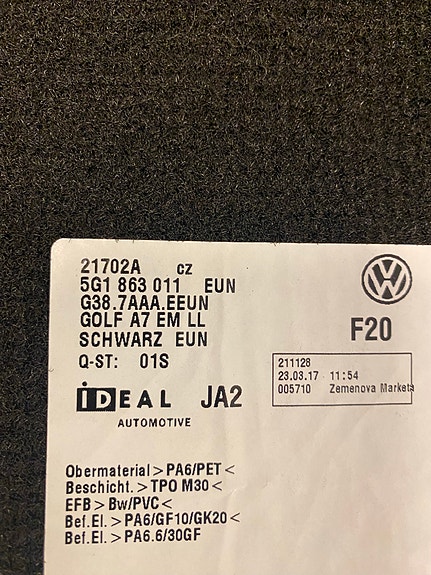 21702A CZ
5G1 863 011 EUN
G38.7AAA.EEUN
GOLF A7 EM LL
SCHWARZ EUN
Q-ST: 01S
F20
211128
23.03.17 11:54
005710 Zemenova Marketa
iDEAL JA2
AUTOMOTIVE
Obermaterial > PA6/PET <
Beschicht. > TPO M30 <
EFB > Bw/PVC <
Bef.El. > PA6/GF10/GK20 <
Bef.El. > PA6.6/30GF